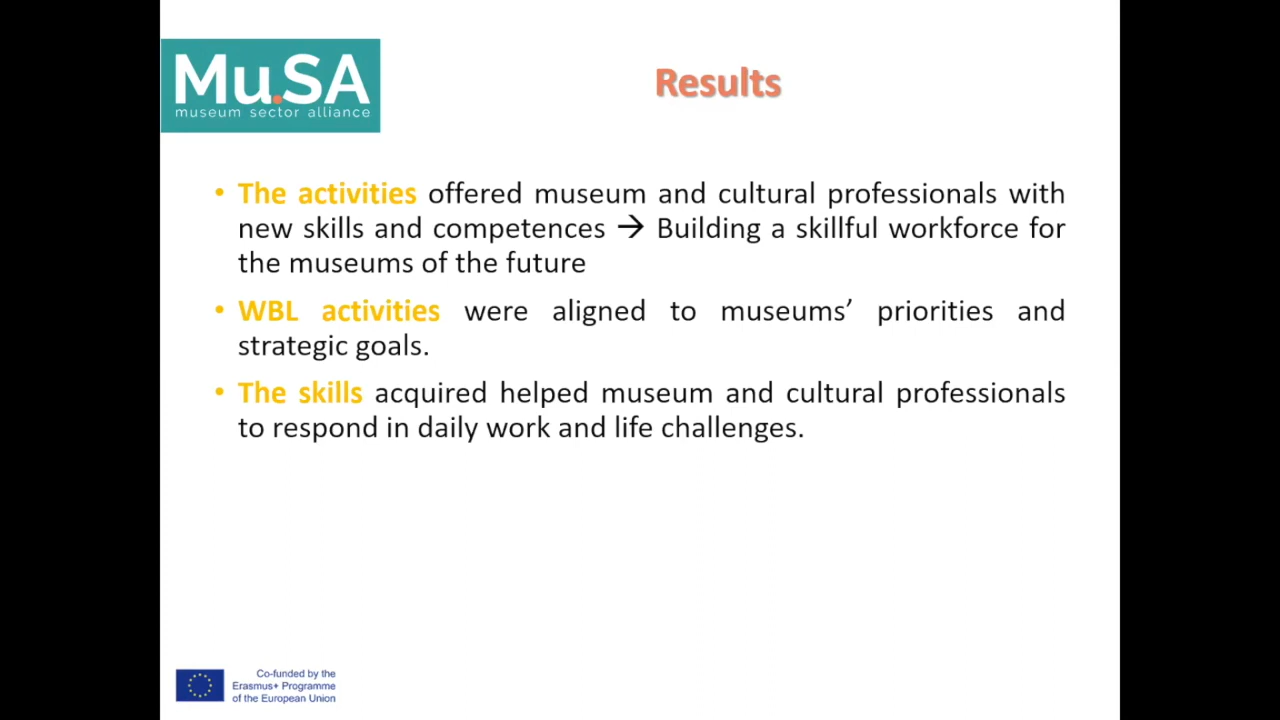 Mu.SA
museum sector alliance
Results
• The activities offered museum and cultural professionals with
new skills and competences → Building a skillful workforce for
the museums of the future
• WBL activities were aligned to museums’ priorities and
strategic goals.
• The skills acquired helped museum and cultural professionals
to respond in daily work and life challenges.
Co-funded by the
Erasmus+ Programme
of the European Union